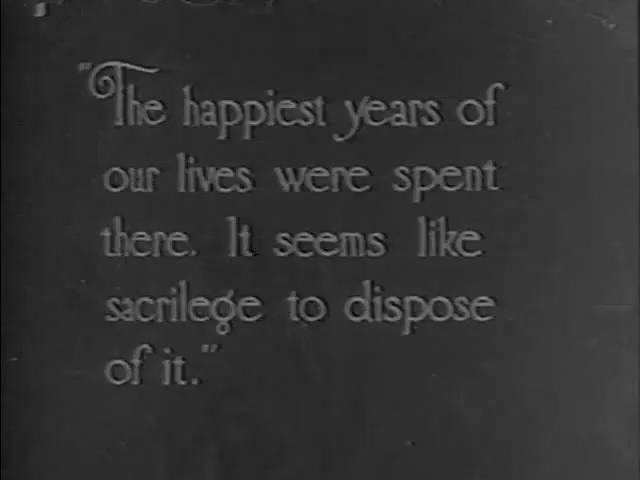 "The happiest years of
our lives were spent
there. It seems like
sacrilege to dispose
of it."